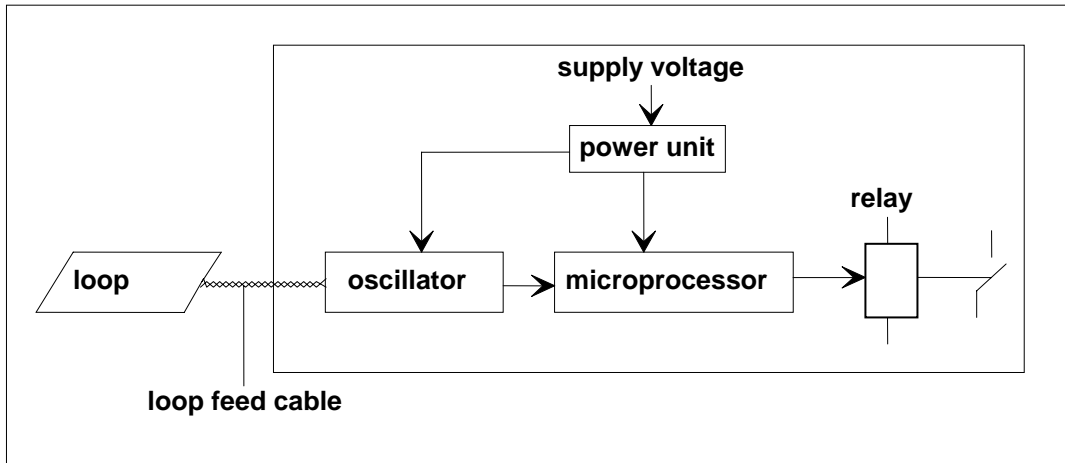 supply voltage
power unit
relay
loop
oscillator
microprocessor
loop feed cable